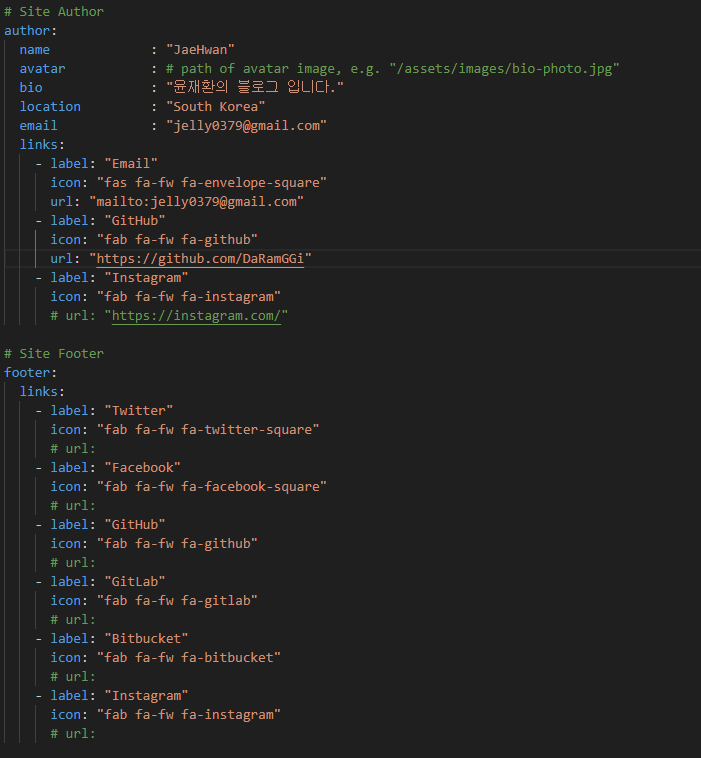 # Site Author
author:
  name             : "JaeHwan"
  avatar           : # path of avatar image, e.g. "/assets/images/bio-photo.jpg"
  bio              : "윤재환의 블로그 입니다."
  location         : "South Korea"
  email            : "jelly0379@gmail.com"
  links:
    - label: "Email"
      icon: "fas fa-fw fa-envelope-square"
      url: "mailto:jelly0379@gmail.com"
    - label: "GitHub"
      icon: "fab fa-fw fa-github"
      url: "https://github.com/DaRamGGi"
    - label: "Instagram"
      icon: "fab fa-fw fa-instagram"
      # url: "https://instagram.com/"

# Site Footer
footer:
  links:
    - label: "Twitter"
      icon: "fab fa-fw fa-twitter-square"
      # url:
    - label: "Facebook"
      icon: "fab fa-fw fa-facebook-square"
      # url:
    - label: "GitHub"
      icon: "fab fa-fw fa-github"
      # url:
    - label: "GitLab"
      icon: "fab fa-fw fa-gitlab"
      # url:
    - label: "Bitbucket"
      icon: "fab fa-fw fa-bitbucket"
      # url:
    - label: "Instagram"
      icon: "fab fa-fw fa-instagram"
      # url: